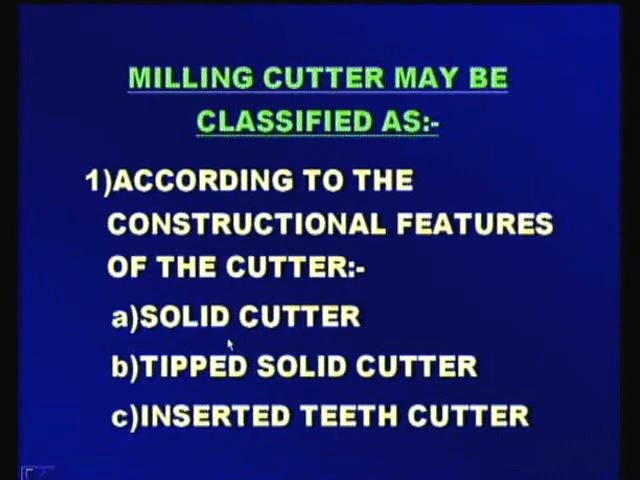 MILLING CUTTER MAY BE
CLASSIFIED AS:-
1)ACCORDING TO THE
CONSTRUCTIONAL FEATURES
OF THE CUTTER:-
a)SOLID CUTTER
b)TIPPED SOLID CUTTER
c)INSERTED TEETH CUTTER